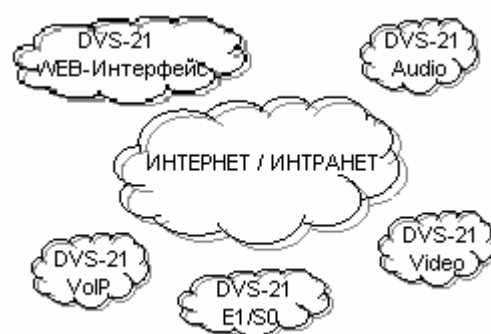 DVS-21
WEB-Интерфейс
DVS-21
Audio
ИНТЕРНЕТ / ИНТРАНЕТ
DVS-21
VoIP
DVS-21
E1/S0
DVS-21
Video